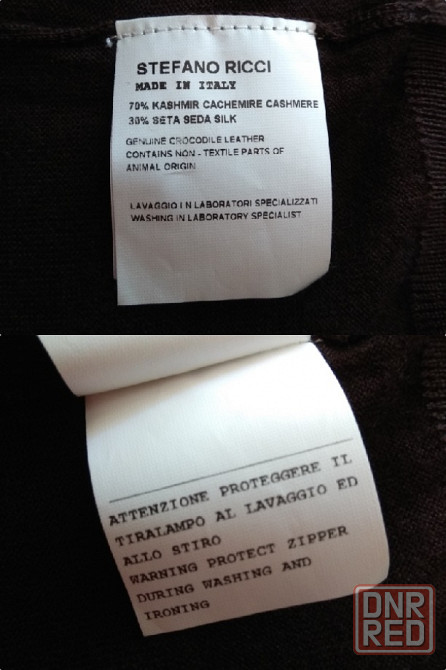 STEFANO RICCI
MADE IN ITALY
70% KASHMIR CACHEMIRE CASHMERE
30% SETA SEDA SILK
GENUINE CROCODILE LEATHER
CONTAINS NON - TEXTILE PARTS OF
ANIMAL ORIGIN
LAVAGGIO I N LABORATORI SPECIALIZZATI
WASHING IN LABORATORY SPECIALIST
ATTENZIONE PROTEGGERE IL
TIRALAMPO AL LAVAGGIO ED
ALLO STIRO
WARNING PROTECT ZIPPER
DURING WASHING AND
IRONING
DNR
RED